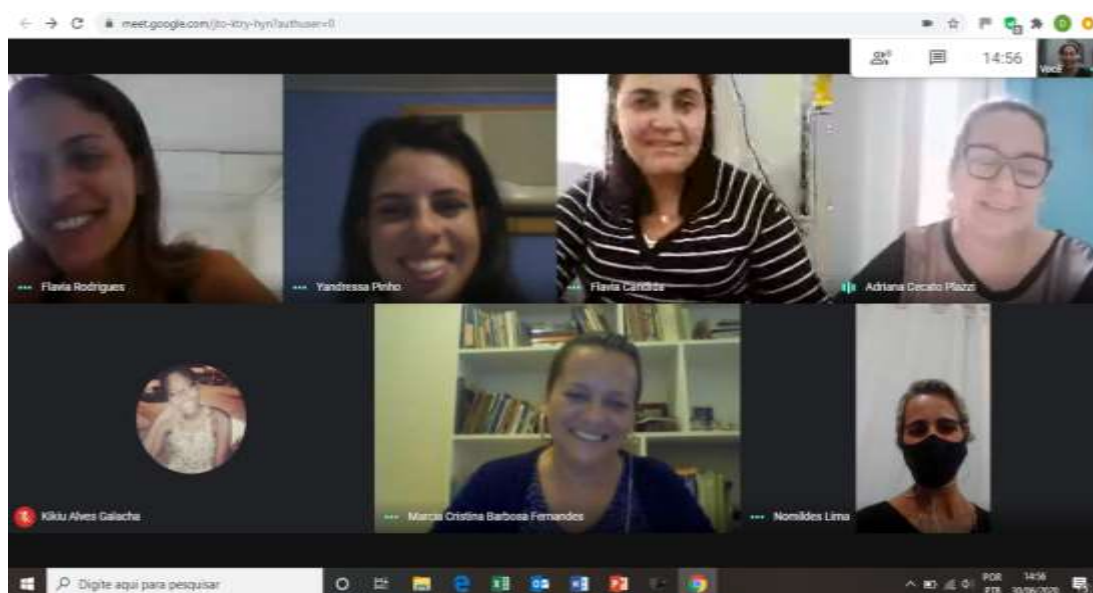 meet.google.com/jto-ktry-hyn?authuser=0
14:56
Você
Flavia Rodrigues
Yandressa Pinho
Flavia Candida
Adriana Cecato Plazzi
Kikiu Alves Galacha
Marcia Cristina Barbosa Fernandes
Nomildes Lima
Digite aqui para pesquisar
POR
14:56
PTB
30/06/2020